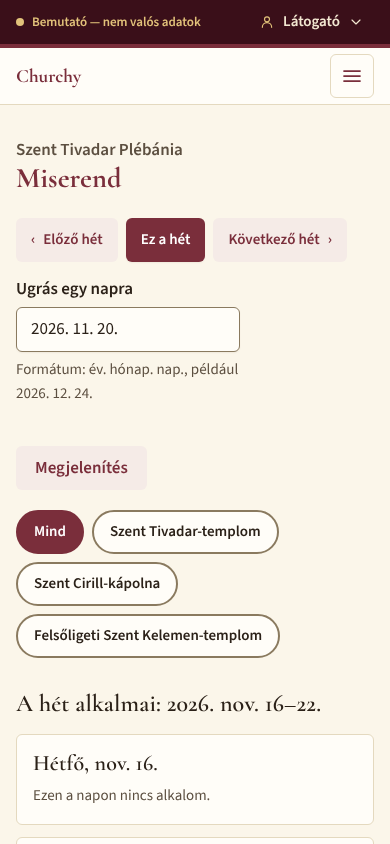 Bemutató — nem valós adatok
Látogató
Churchy
Szent Tivadar Plébánia
Miserend
‹ Előző hét
Ez a hét
Következő hét ›
Ugrás egy napra
2026. 11. 20.
Formátum: év. hónap. nap., például
2026. 12. 24.
Megjelenítés
Mind
Szent Tivadar-templom
Szent Cirill-kápolna
Felsőligeti Szent Kelemen-templom
A hét alkalmai: 2026. nov. 16–22.
Hétfő, nov. 16.
Ezen a napon nincs alkalom.